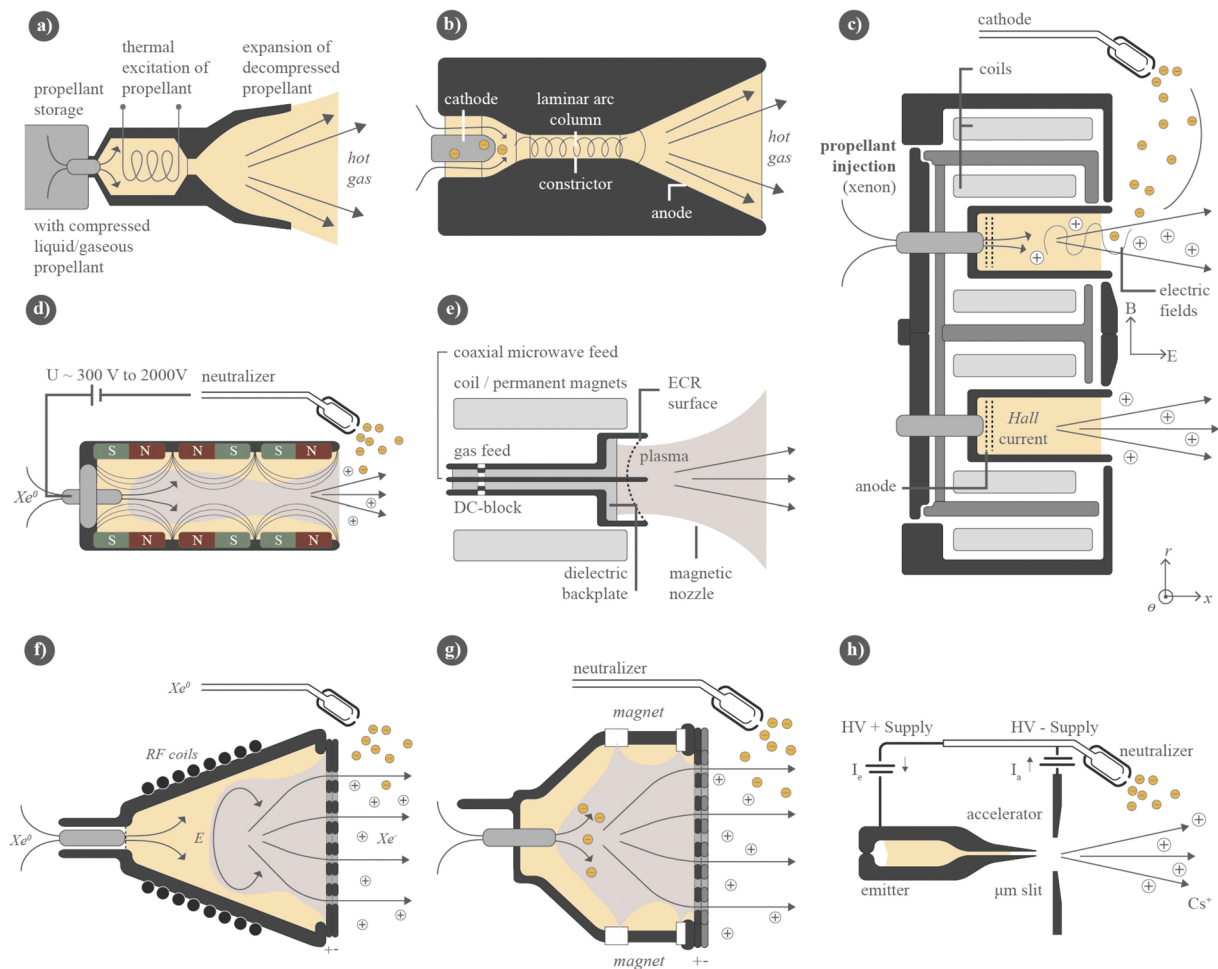 a)
propellant
storage
thermal
excitation of
propellant
expansion of
decompressed
propellant
hot
gas
with compressed
liquid/gaseous
propellant
b)
cathode
laminar arc
column
constrictor
anode
hot
gas
c)
cathode
coils
propellant
injection
(xenon)
electric
fields
B
E
Hall
current
anode
r
x
θ
d)
U ~ 300 V to 2000V
neutralizer
S N N S S N
Xe⁰
S N N S S N
e)
coaxial microwave feed
coil / permanent magnets
ECR
surface
gas feed
plasma
DC-block
dielectric
backplate
magnetic
nozzle
f)
Xe⁰
RF coils
Xe⁰
E
Xe⁻
+-
g)
neutralizer
magnet
magnet
+-
h)
HV + Supply
HV - Supply
neutralizer
Iₑ
Iₐ
accelerator
emitter
μm slit
Cs⁺